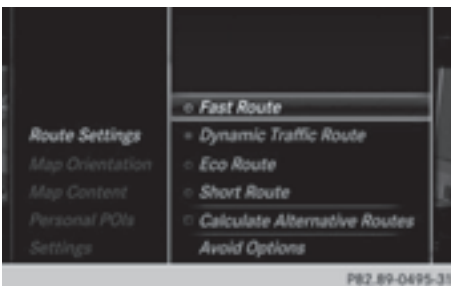 Fast Route
Route Settings
Dynamic Traffic Route
Map Orientation
Eco Route
Map Content
Short Route
Personal POIs
Calculate Alternative Routes
Settings
Avoid Options
P82.89-0495-31